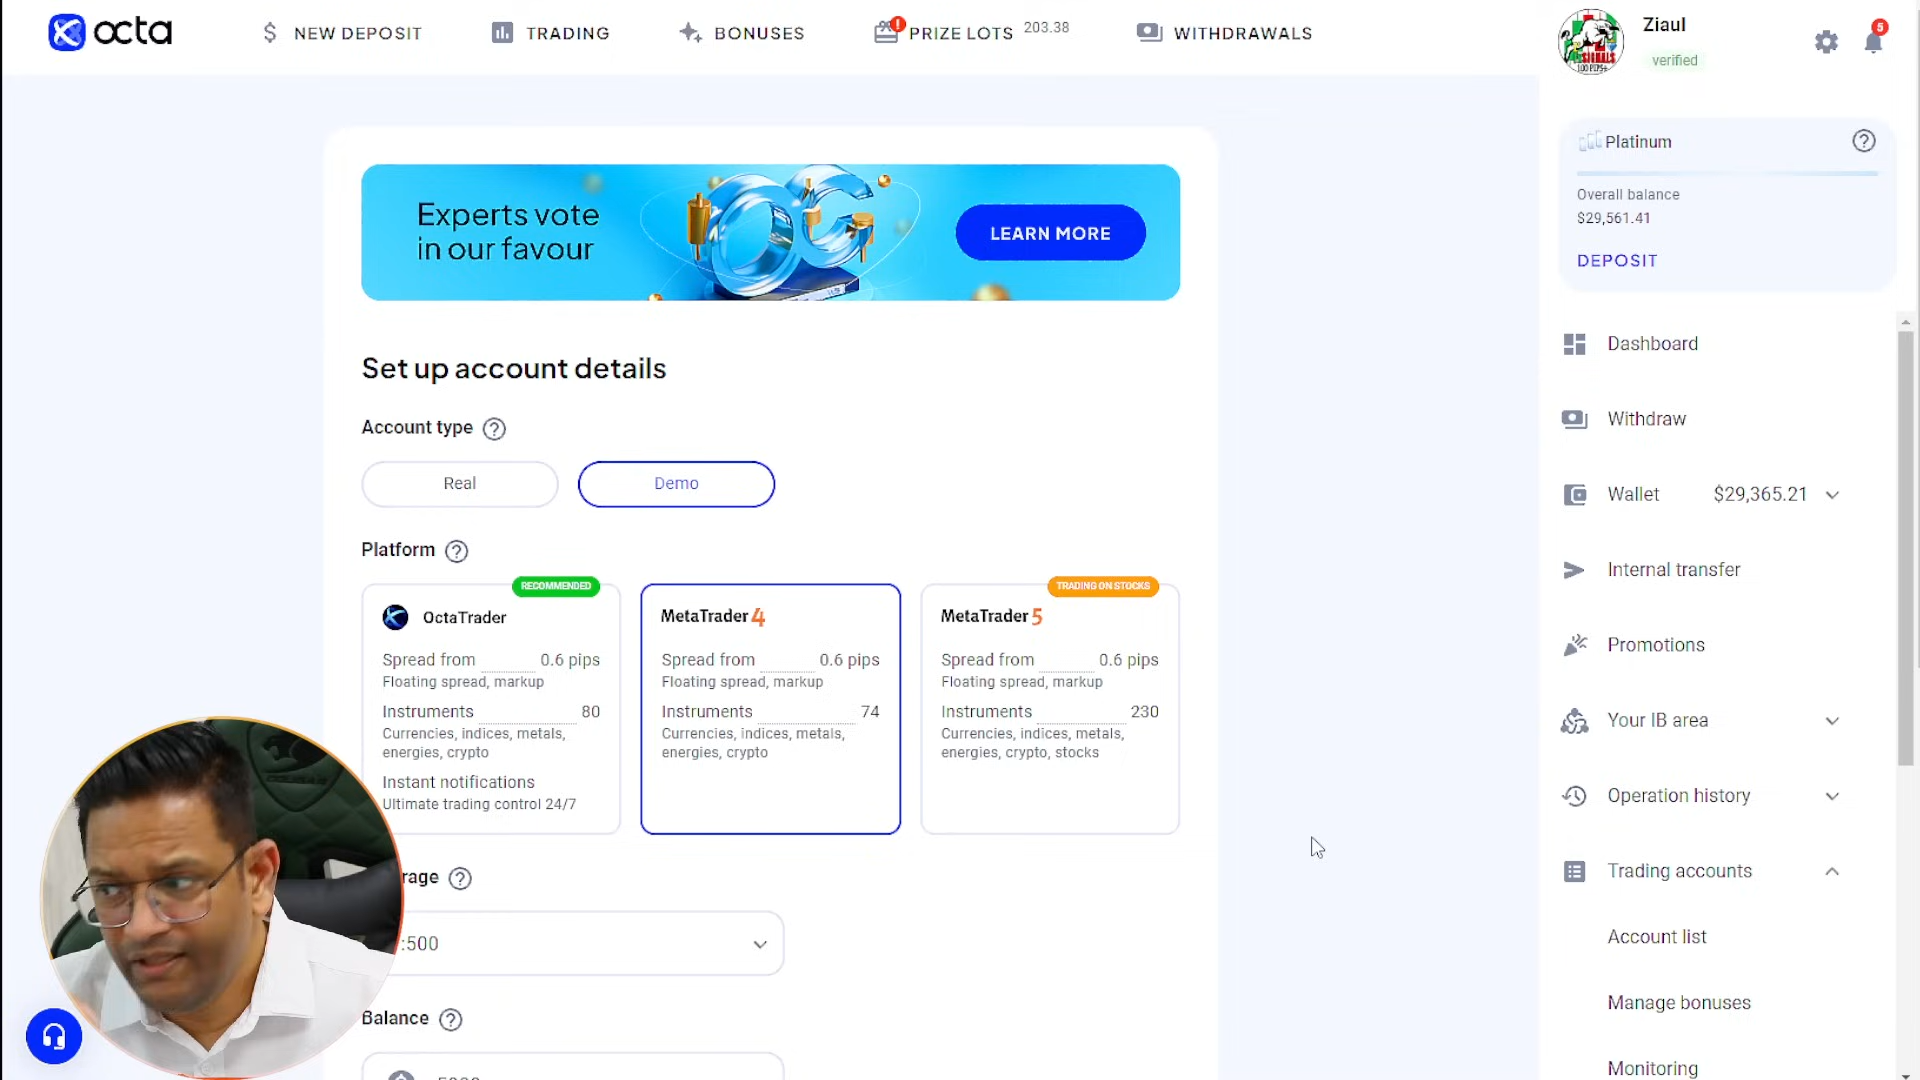 octa
NEW DEPOSIT
TRADING
BONUSES
PRIZE LOTS 203.38
WITHDRAWALS
Ziaul
verified
5
SIGNALS
100 PIPS+
Platinum
Overall balance
$29,561.41
DEPOSIT
Experts vote
in our favour
LEARN MORE
Set up account details
Account type
Real
Demo
Platform
RECOMMENDED
OctaTrader
Spread from 0.6 pips
Floating spread, markup
Instruments 80
Currencies, indices, metals,
energies, crypto
Instant notifications
Ultimate trading control 24/7
MetaTrader 4
Spread from 0.6 pips
Floating spread, markup
Instruments 74
Currencies, indices, metals,
energies, crypto
TRADING ON STOCKS
MetaTrader 5
Spread from 0.6 pips
Floating spread, markup
Instruments 230
Currencies, indices, metals,
energies, crypto, stocks
rage
:500
Balance
Dashboard
Withdraw
Wallet $29,365.21
Internal transfer
Promotions
Your IB area
Operation history
Trading accounts
Account list
Manage bonuses
Monitoring